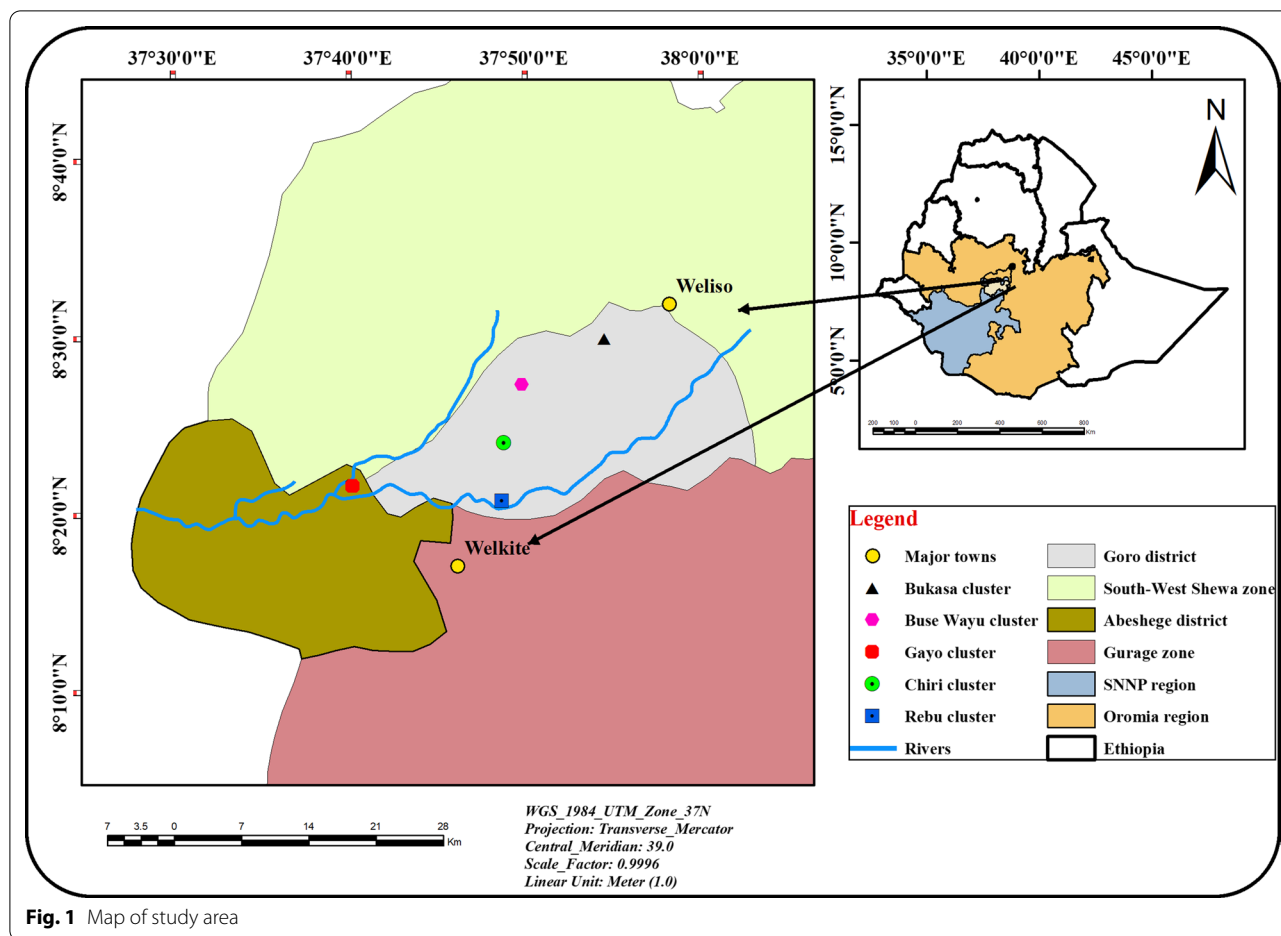 37°30'0"E 37°40'0"E 37°50'0"E 38°0'0"E
35°0'0"E 40°0'0"E 45°0'0"E
8°40'0"N
8°30'0"N
8°20'0"N
8°10'0"N
15°0'0"N
10°0'0"N
5°0'0"N
N
Weliso
Welkite
200 100 0 200 400 600 800
Km
Legend
Major towns
Bukasa cluster
Buse Wayu cluster
Gayo cluster
Chiri cluster
Rebu cluster
Rivers
Goro district
South-West Shewa zone
Abeshege district
Gurage zone
SNNP region
Oromia region
Ethiopia
7 3.5 0 7 14 21 28
Km
WGS_1984_UTM_Zone_37N
Projection: Transverse_Mercator
Central_Meridian: 39.0
Scale_Factor: 0.9996
Linear Unit: Meter (1.0)
Fig. 1 Map of study area